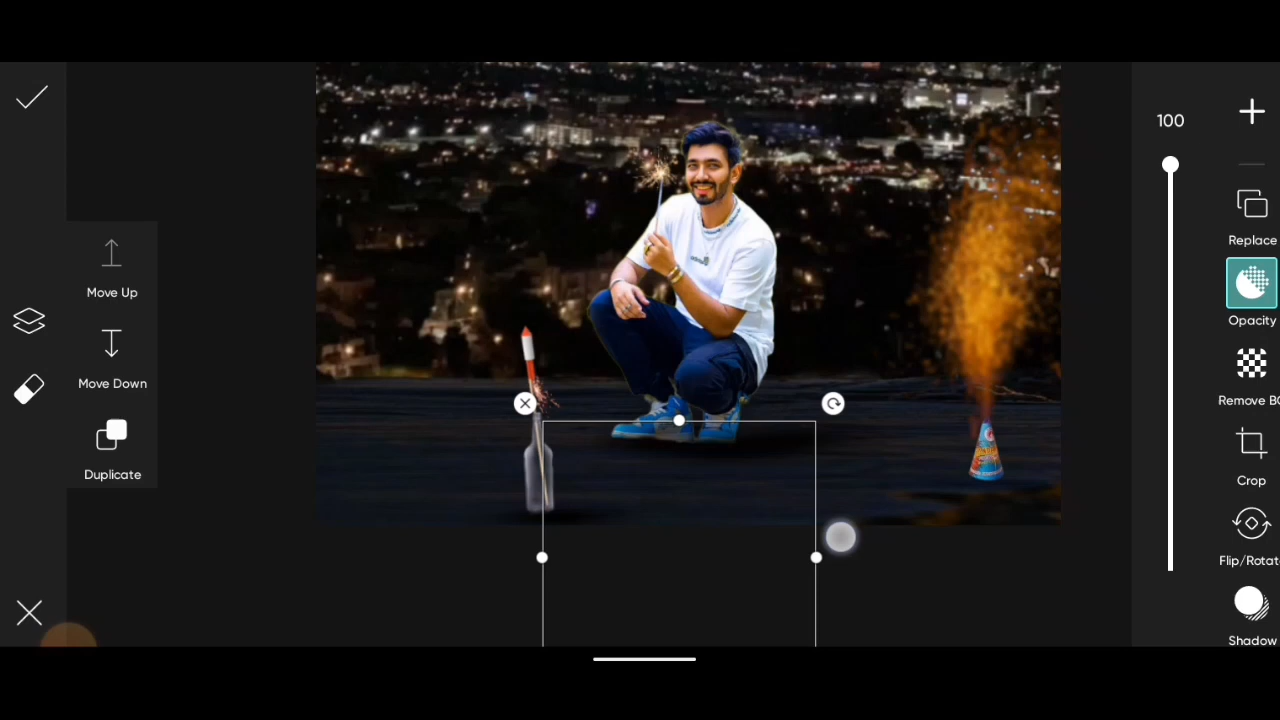 100
Move Up
Move Down
Duplicate
Replace
Opacity
Remove BG
Crop
Flip/Rotat
Shadow